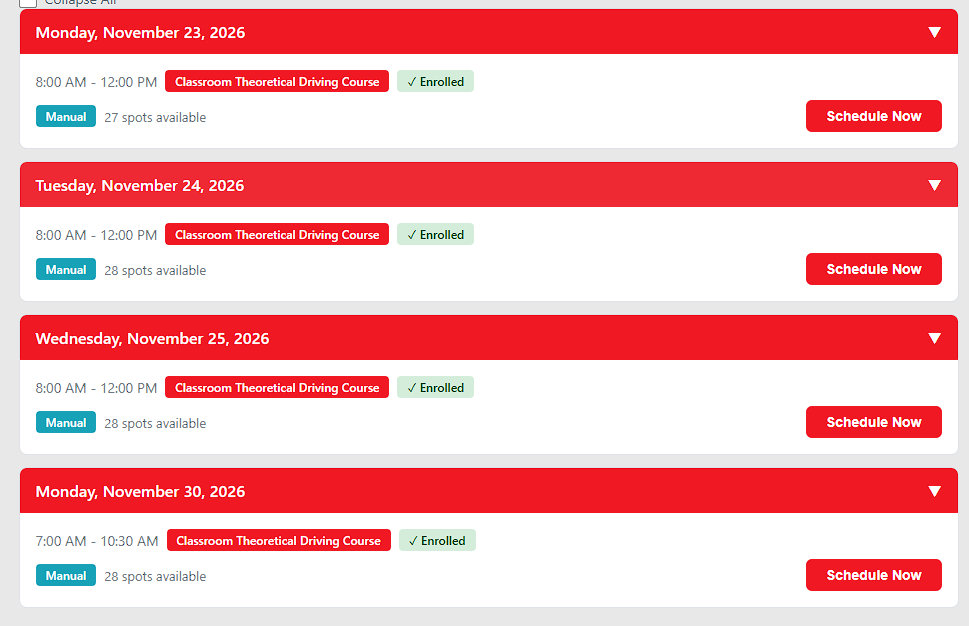 Collapse All
Monday, November 23, 2026 ▼
8:00 AM - 12:00 PM Classroom Theoretical Driving Course ✓ Enrolled
Manual 27 spots available Schedule Now
Tuesday, November 24, 2026 ▼
8:00 AM - 12:00 PM Classroom Theoretical Driving Course ✓ Enrolled
Manual 28 spots available Schedule Now
Wednesday, November 25, 2026 ▼
8:00 AM - 12:00 PM Classroom Theoretical Driving Course ✓ Enrolled
Manual 28 spots available Schedule Now
Monday, November 30, 2026 ▼
7:00 AM - 10:30 AM Classroom Theoretical Driving Course ✓ Enrolled
Manual 28 spots available Schedule Now